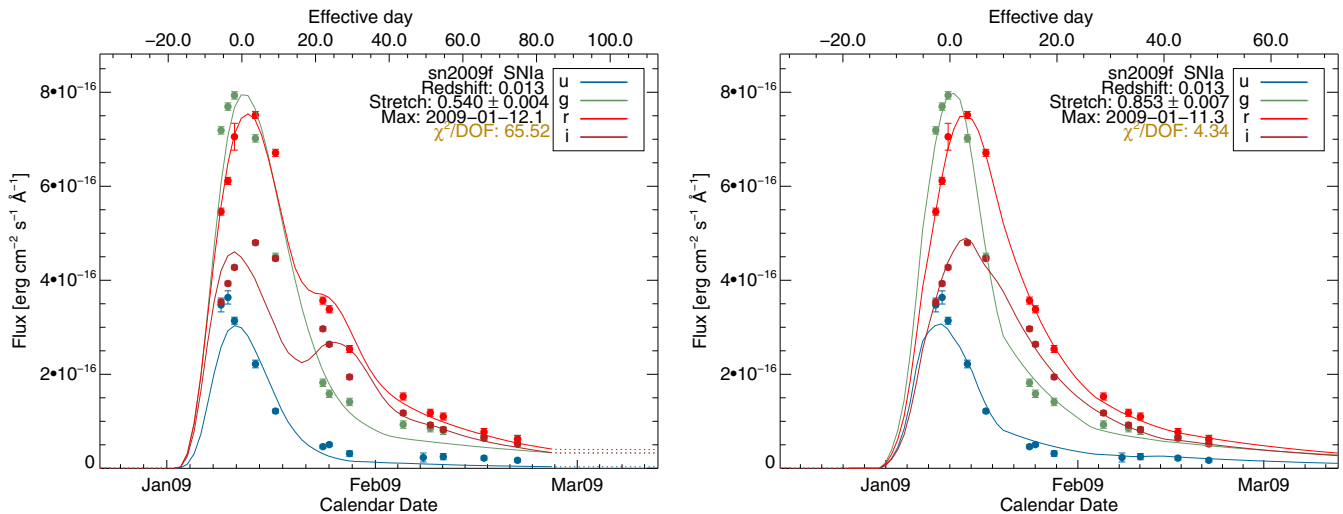 Effective day
−20.0 0.0 20.0 40.0 60.0 80.0 100.0
sn2009f SNIa
Redshift: 0.013
Stretch: 0.540 ± 0.004
Max: 2009−01−12.1
χ²/DOF: 65.52
u
g
r
i
Flux [erg cm⁻² s⁻¹ Å⁻¹]
8•10⁻¹⁶
6•10⁻¹⁶
4•10⁻¹⁶
2•10⁻¹⁶
0
Jan09 Feb09 Mar09
Calendar Date
Effective day
−20.0 0.0 20.0 40.0 60.0
sn2009f SNIa
Redshift: 0.013
Stretch: 0.853 ± 0.007
Max: 2009−01−11.3
χ²/DOF: 4.34
u
g
r
i
Flux [erg cm⁻² s⁻¹ Å⁻¹]
8•10⁻¹⁶
6•10⁻¹⁶
4•10⁻¹⁶
2•10⁻¹⁶
0
Jan09 Feb09 Mar09
Calendar Date